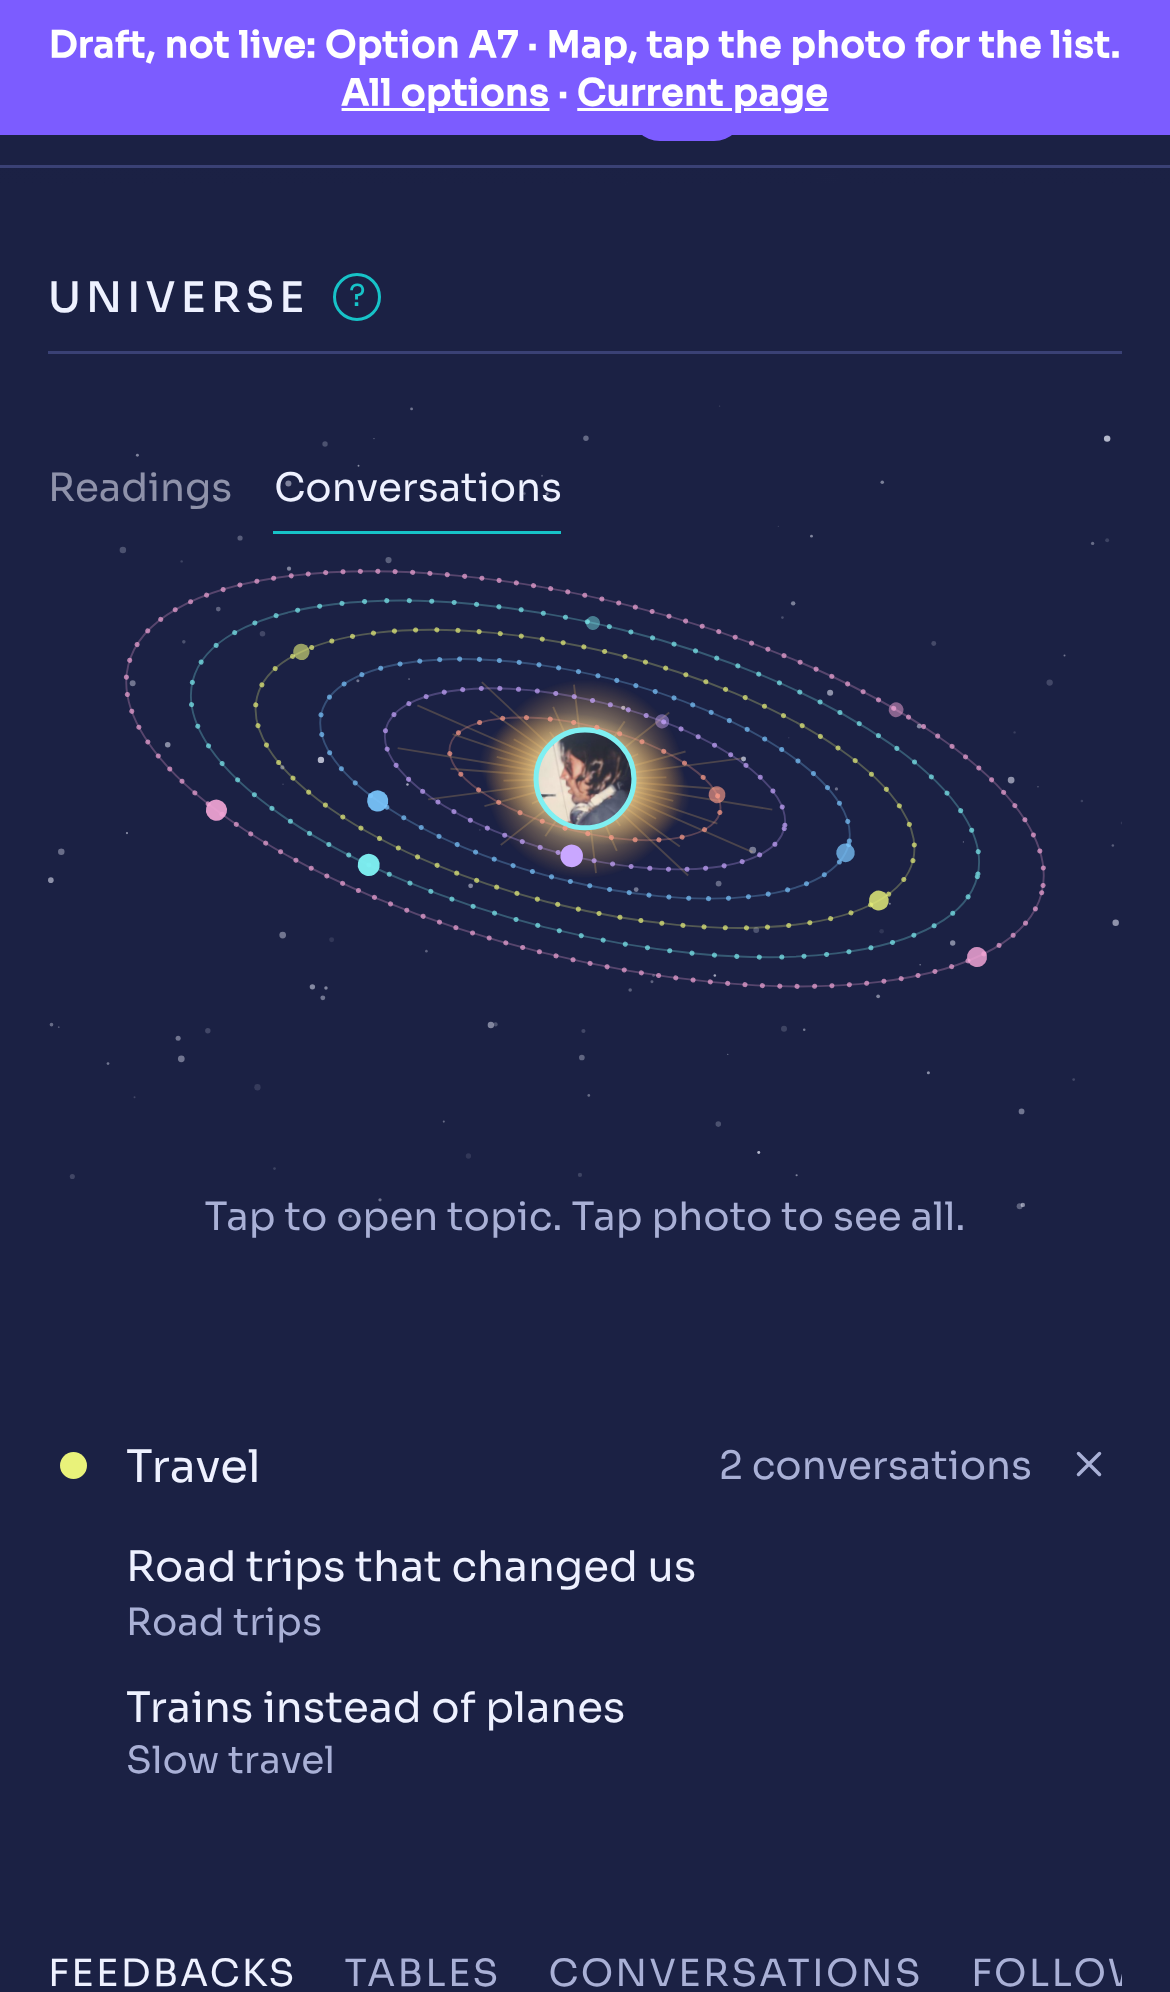 Draft, not live: Option A7 · Map, tap the photo for the list.
All options · Current page
UNIVERSE ?
Readings Conversations
Tap to open topic. Tap photo to see all.
Travel 2 conversations ×
Road trips that changed us
Road trips
Trains instead of planes
Slow travel
FEEDBACKS TABLES CONVERSATIONS